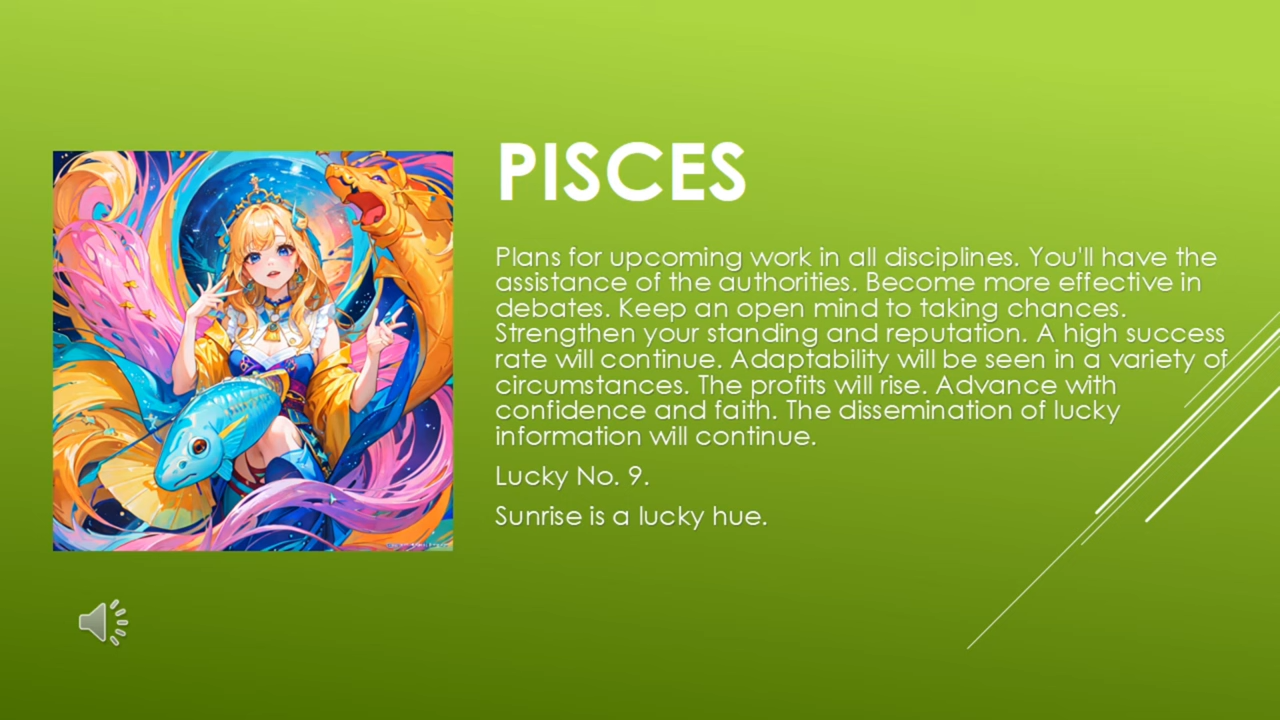 PISCES
Plans for upcoming work in all disciplines. You'll have the
assistance of the authorities. Become more effective in
debates. Keep an open mind to taking chances.
Strengthen your standing and reputation. A high success
rate will continue. Adaptability will be seen in a variety of
circumstances. The profits will rise. Advance with
confidence and faith. The dissemination of lucky
information will continue.
Lucky No. 9.
Sunrise is a lucky hue.